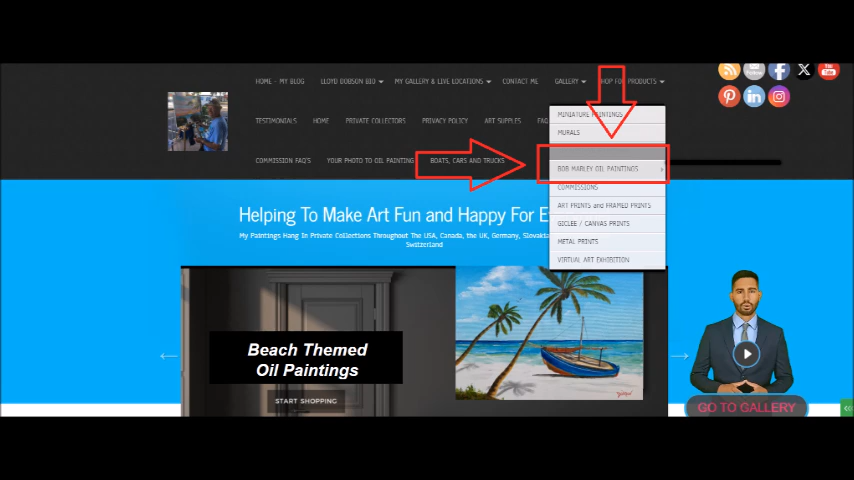 HOME – MY BLOG
LLOYD DOBSON BIO
MY GALLERY & LIVE LOCATIONS
CONTACT ME
GALLERY
SHOP FOR PRODUCTS
TESTIMONIALS
HOME
PRIVATE COLLECTORS
PRIVACY POLICY
ART SUPPLES
FAQ
COMMISSION FAQ'S
YOUR PHOTO TO OIL PAINTING
BOATS, CARS AND TRUCKS
MINIATURE PAINTINGS
MURALS
BOB MARLEY OIL PAINTINGS
COMMISSIONS
ART PRINTS and FRAMED PRINTS
GICLEE / CANVAS PRINTS
METAL PRINTS
VIRTUAL ART EXHIBITION
Follow
You
Tube
Helping To Make Art Fun and Happy For E
My Paintings Hang In Private Collections Throughout The USA, Canada, the UK, Germany, Slovakia
Switzerland
Beach Themed
Oil Paintings
START SHOPPING
GO TO GALLERY